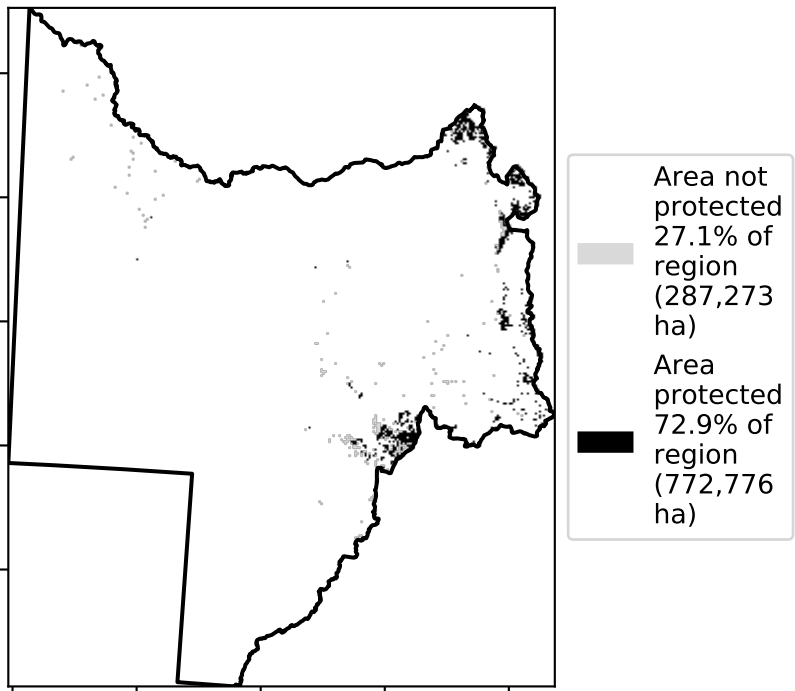 Area not
protected
27.1% of
region
(287,273
ha)
Area
protected
72.9% of
region
(772,776
ha)